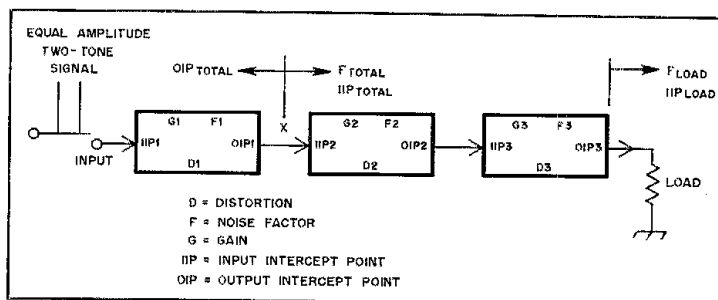 EQUAL AMPLITUDE
TWO-TONE
SIGNAL
INPUT
OIP TOTAL
X
F TOTAL
IIP TOTAL
F LOAD
IIP LOAD
G1 F1
IIP1 OIP1
D1
G2 F2
IIP2 OIP2
D2
G3 F3
IIP3 OIP3
D3
LOAD
D = DISTORTION
F = NOISE FACTOR
G = GAIN
IIP = INPUT INTERCEPT POINT
OIP = OUTPUT INTERCEPT POINT